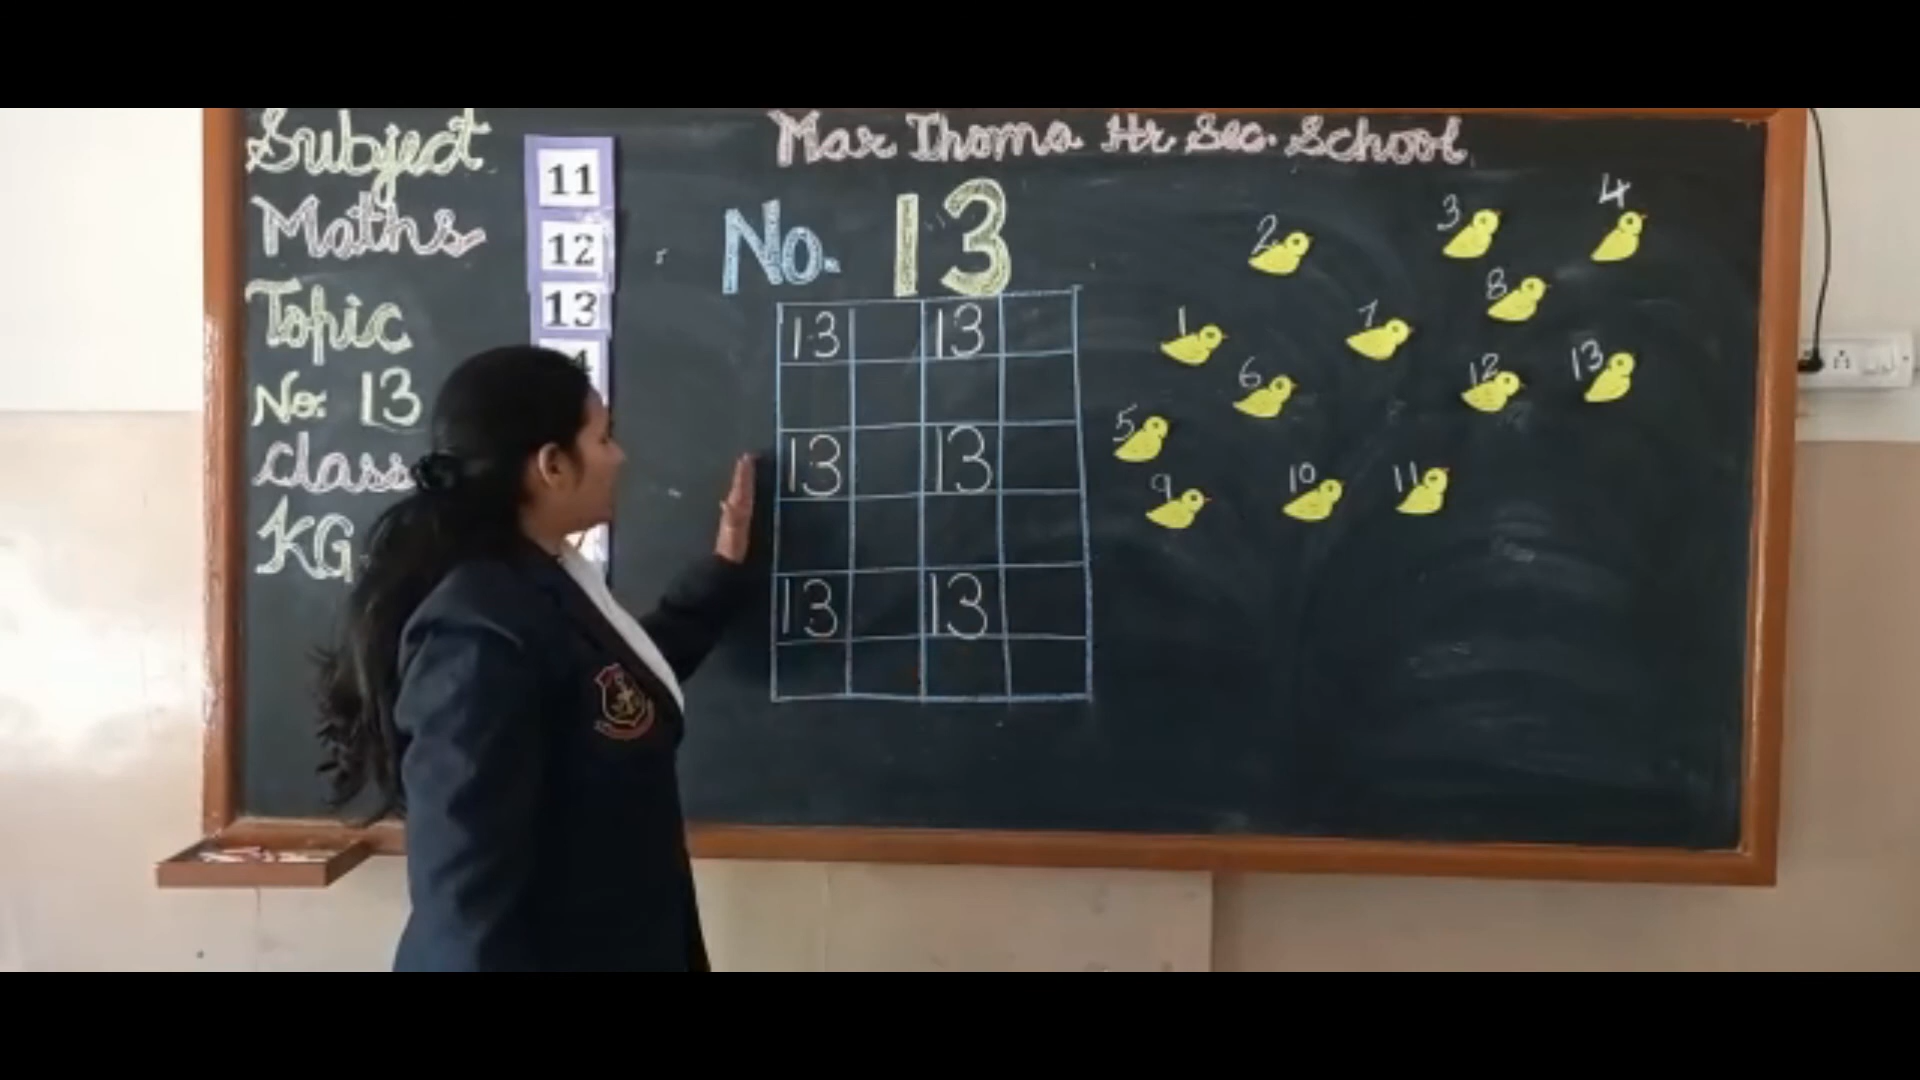 Subject
Maths
Topic
No: 13
class
KG
11
12
13
Mar Thoma Hr Sec. School
No. 13
13 13
13 13
13 13
2 3 4
8
1 7
6 12 13
5
9 10 11